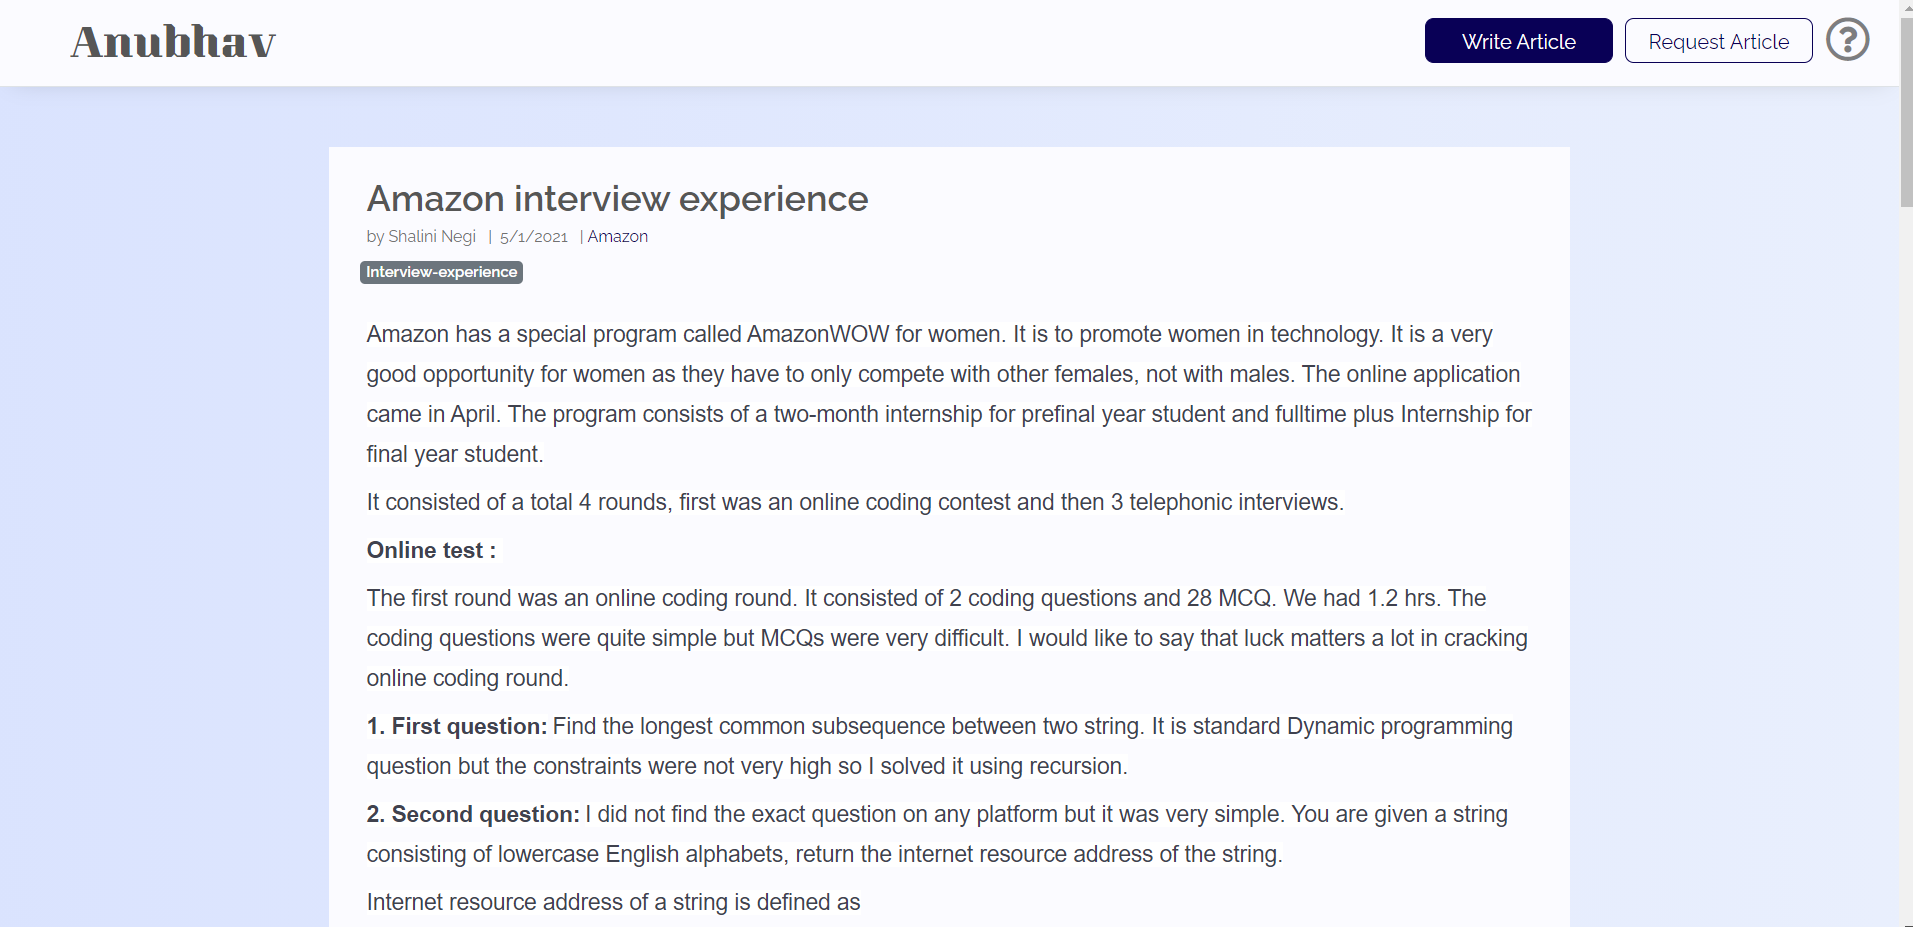 Anubhav
Write Article
Request Article
?
Amazon interview experience
by Shalini Negi | 5/1/2021 | Amazon
Interview-experience
Amazon has a special program called AmazonWOW for women. It is to promote women in technology. It is a very
good opportunity for women as they have to only compete with other females, not with males. The online application
came in April. The program consists of a two-month internship for prefinal year student and fulltime plus Internship for
final year student.
It consisted of a total 4 rounds, first was an online coding contest and then 3 telephonic interviews.
Online test :
The first round was an online coding round. It consisted of 2 coding questions and 28 MCQ. We had 1.2 hrs. The
coding questions were quite simple but MCQs were very difficult. I would like to say that luck matters a lot in cracking
online coding round.
1. First question: Find the longest common subsequence between two string. It is standard Dynamic programming
question but the constraints were not very high so I solved it using recursion.
2. Second question: I did not find the exact question on any platform but it was very simple. You are given a string
consisting of lowercase English alphabets, return the internet resource address of the string.
Internet resource address of a string is defined as